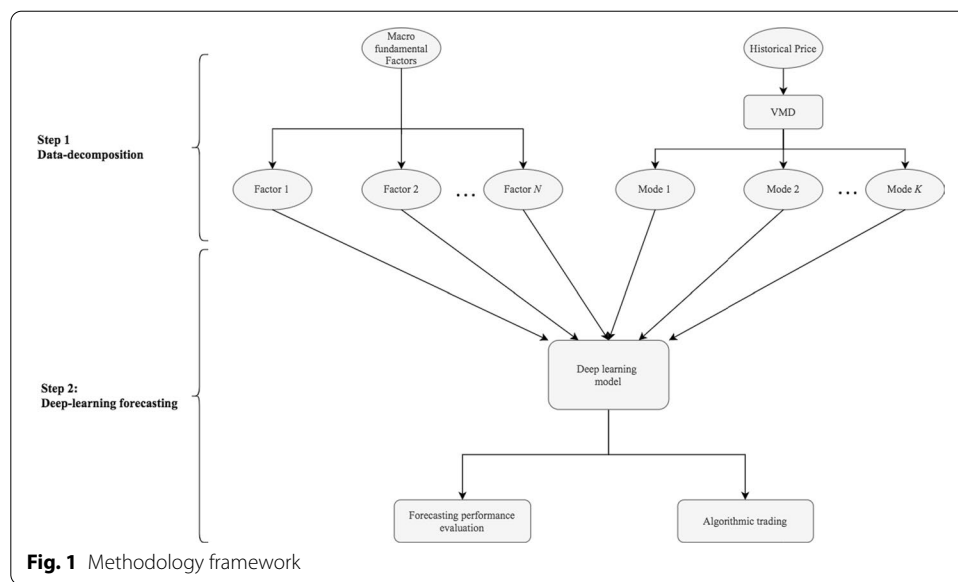 Macro
fundamental
Factors
Historical Price
VMD
Step 1
Data-decomposition
Factor 1
Factor 2
...
Factor N
Mode 1
Mode 2
...
Mode K
Deep learning
model
Step 2:
Deep-learning forecasting
Forecasting performance
evaluation
Algorithmic trading
Fig. 1 Methodology framework